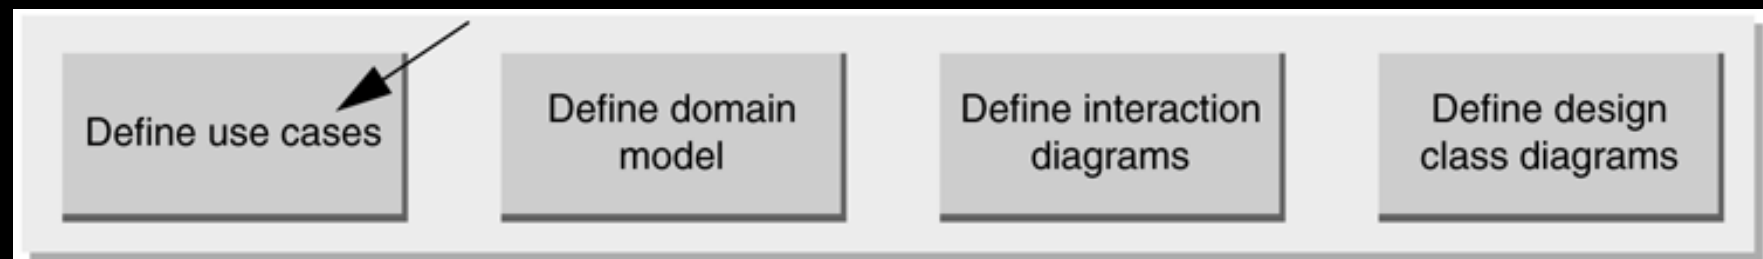 Define use cases
Define domain
model
Define interaction
diagrams
Define design
class diagrams